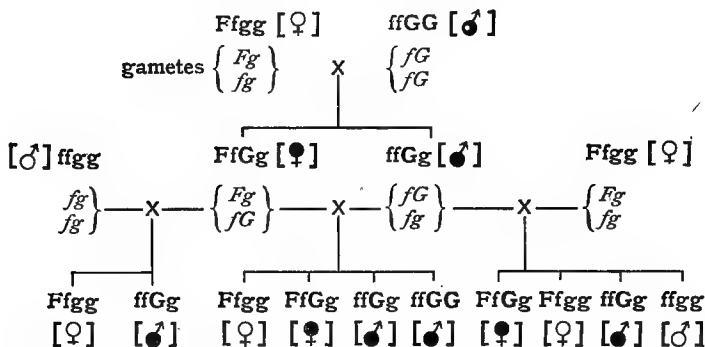 Ffgg [♀] ffGG [♂]
gametes { Fg } × { fG
fg fG
[♂] ffgg FfGg [♀] ffGg [♂] Ffgg [♀]
fg } × { Fg × { fG × { Fg
fg fG fg fg
Ffgg ffGg Ffgg FfGg ffGg ffGG FfGg Ffgg ffGg ffgg
[♀] [♂] [♀] [♀] [♂] [♂] [♀] [♀] [♂] [♂]